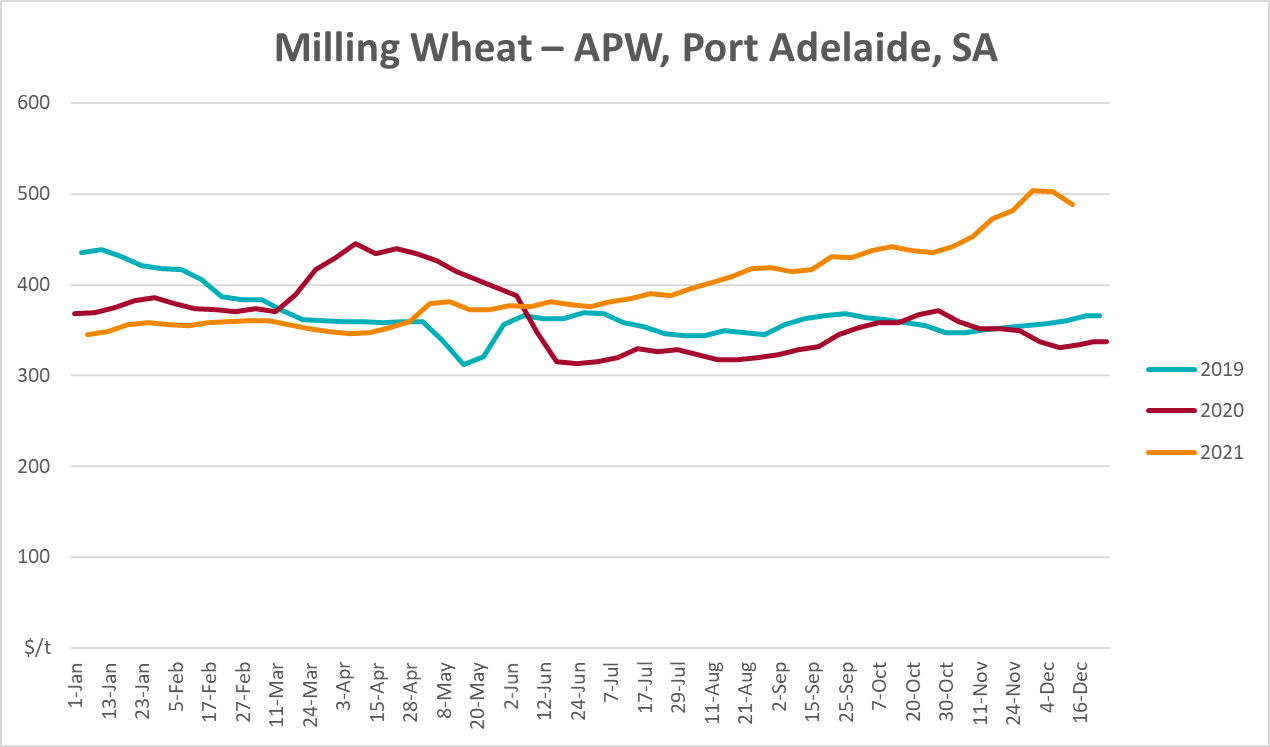 Milling Wheat – APW, Port Adelaide, SA
600
500
400
300
200
100
$/t
1-Jan
13-Jan
23-Jan
5-Feb
17-Feb
27-Feb
11-Mar
24-Mar
3-Apr
15-Apr
28-Apr
8-May
20-May
2-Jun
12-Jun
24-Jun
7-Jul
17-Jul
29-Jul
11-Aug
21-Aug
2-Sep
15-Sep
25-Sep
7-Oct
20-Oct
30-Oct
11-Nov
24-Nov
4-Dec
16-Dec
2019
2020
2021